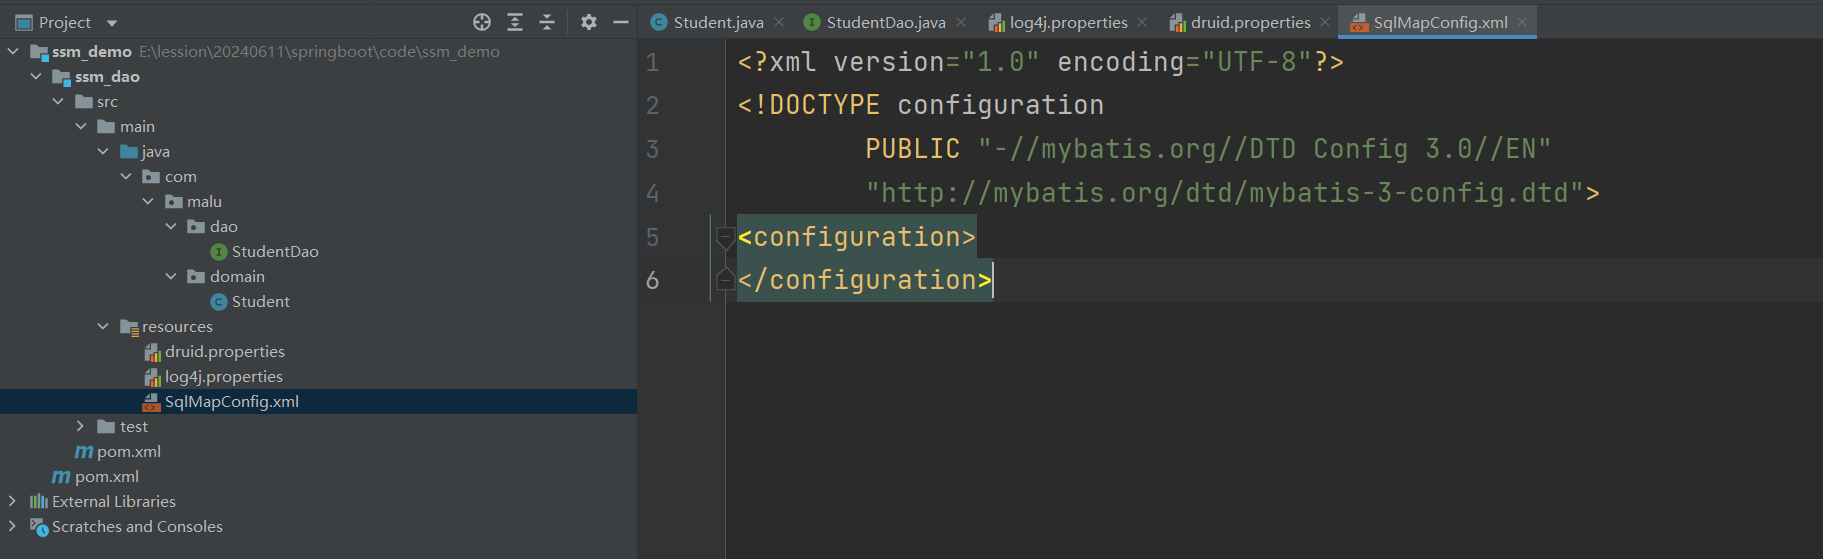 Project
ssm_demo E:\lession\20240611\springboot\code\ssm_demo
ssm_dao
src
main
java
com
malu
dao
StudentDao
domain
Student
resources
druid.properties
log4j.properties
SqlMapConfig.xml
test
pom.xml
pom.xml
External Libraries
Scratches and Consoles
Student.java StudentDao.java log4j.properties druid.properties SqlMapConfig.xml
1 <?xml version="1.0" encoding="UTF-8"?>
2 <!DOCTYPE configuration
3 PUBLIC "-//mybatis.org//DTD Config 3.0//EN"
4 "http://mybatis.org/dtd/mybatis-3-config.dtd">
5 <configuration>
6 </configuration>